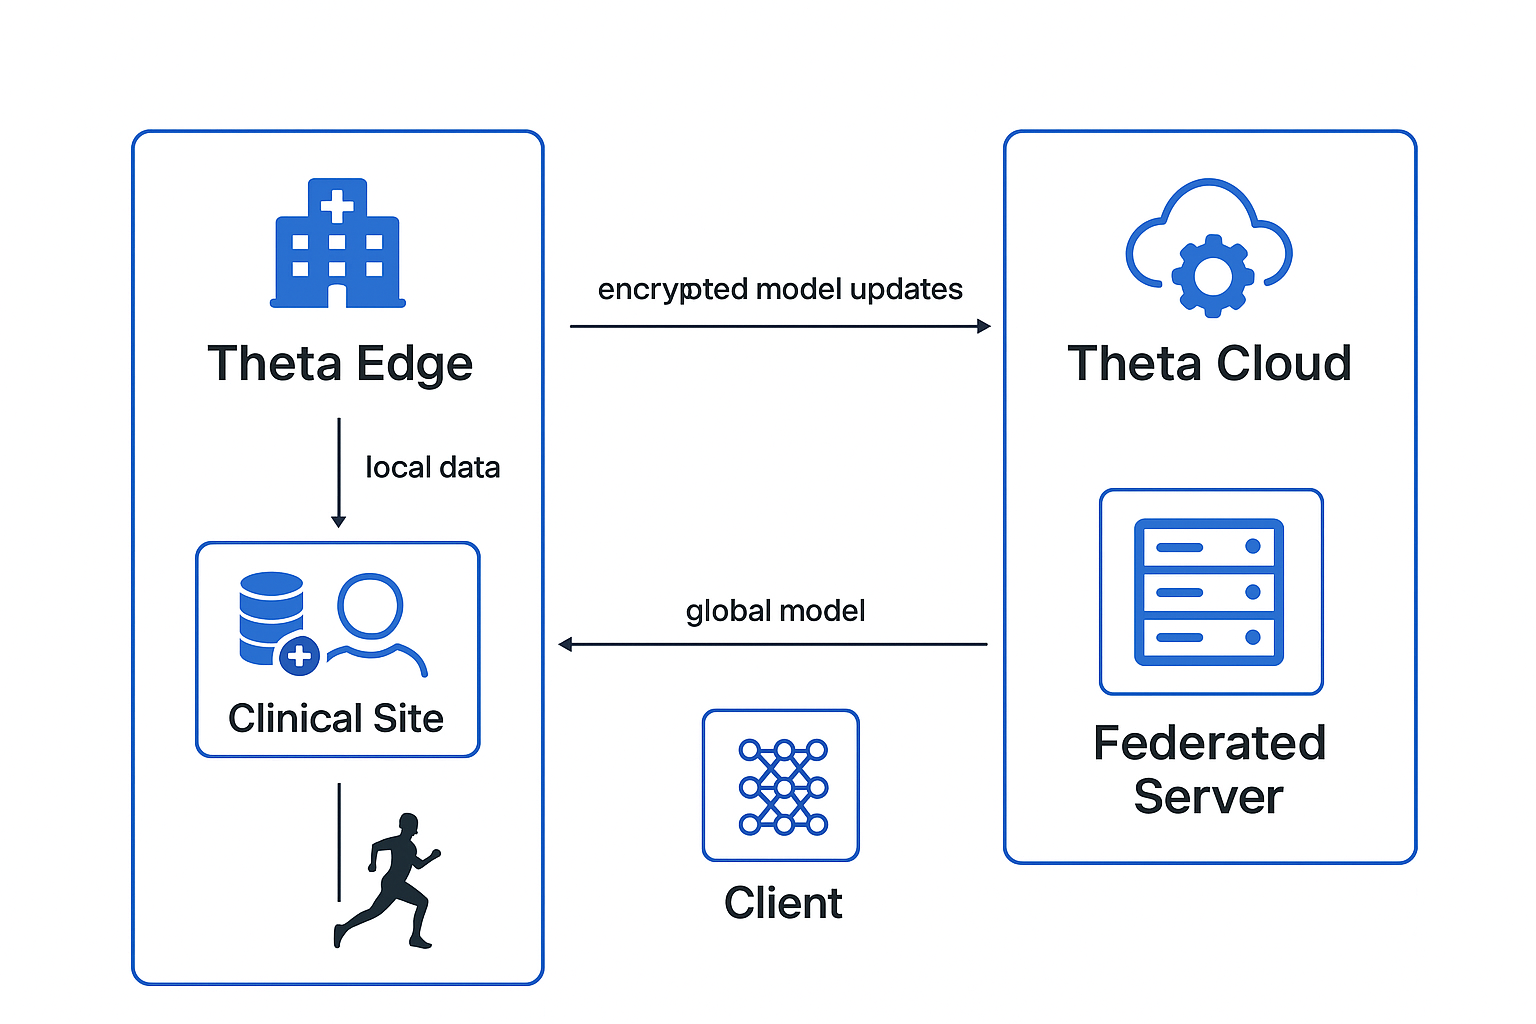 Theta Edge
local data
Clinical Site
encrypoted model updates
global model
Client
Theta Cloud
Federated
Server